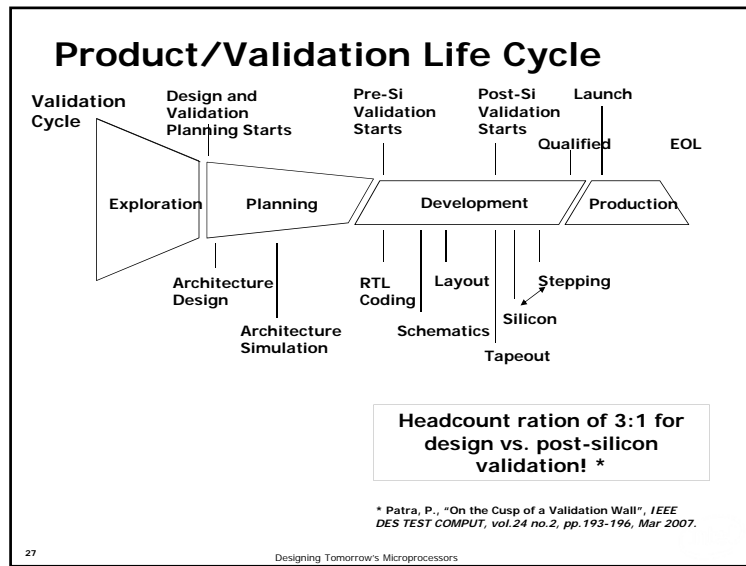 Product/Validation Life Cycle
Validation
Cycle
Design and
Validation
Planning Starts
Pre-Si
Validation
Starts
Post-Si
Validation
Starts
Launch
Qualified
EOL
Exploration
Planning
Development
Production
Architecture
Design
Architecture
Simulation
RTL
Coding
Schematics
Layout
Tapeout
Silicon
Stepping
Headcount ration of 3:1 for
design vs. post-silicon
validation! *
* Patra, P., “On the Cusp of a Validation Wall”, IEEE
DES TEST COMPUT, vol.24 no.2, pp.193-196, Mar 2007.
27
Designing Tomorrow's Microprocessors